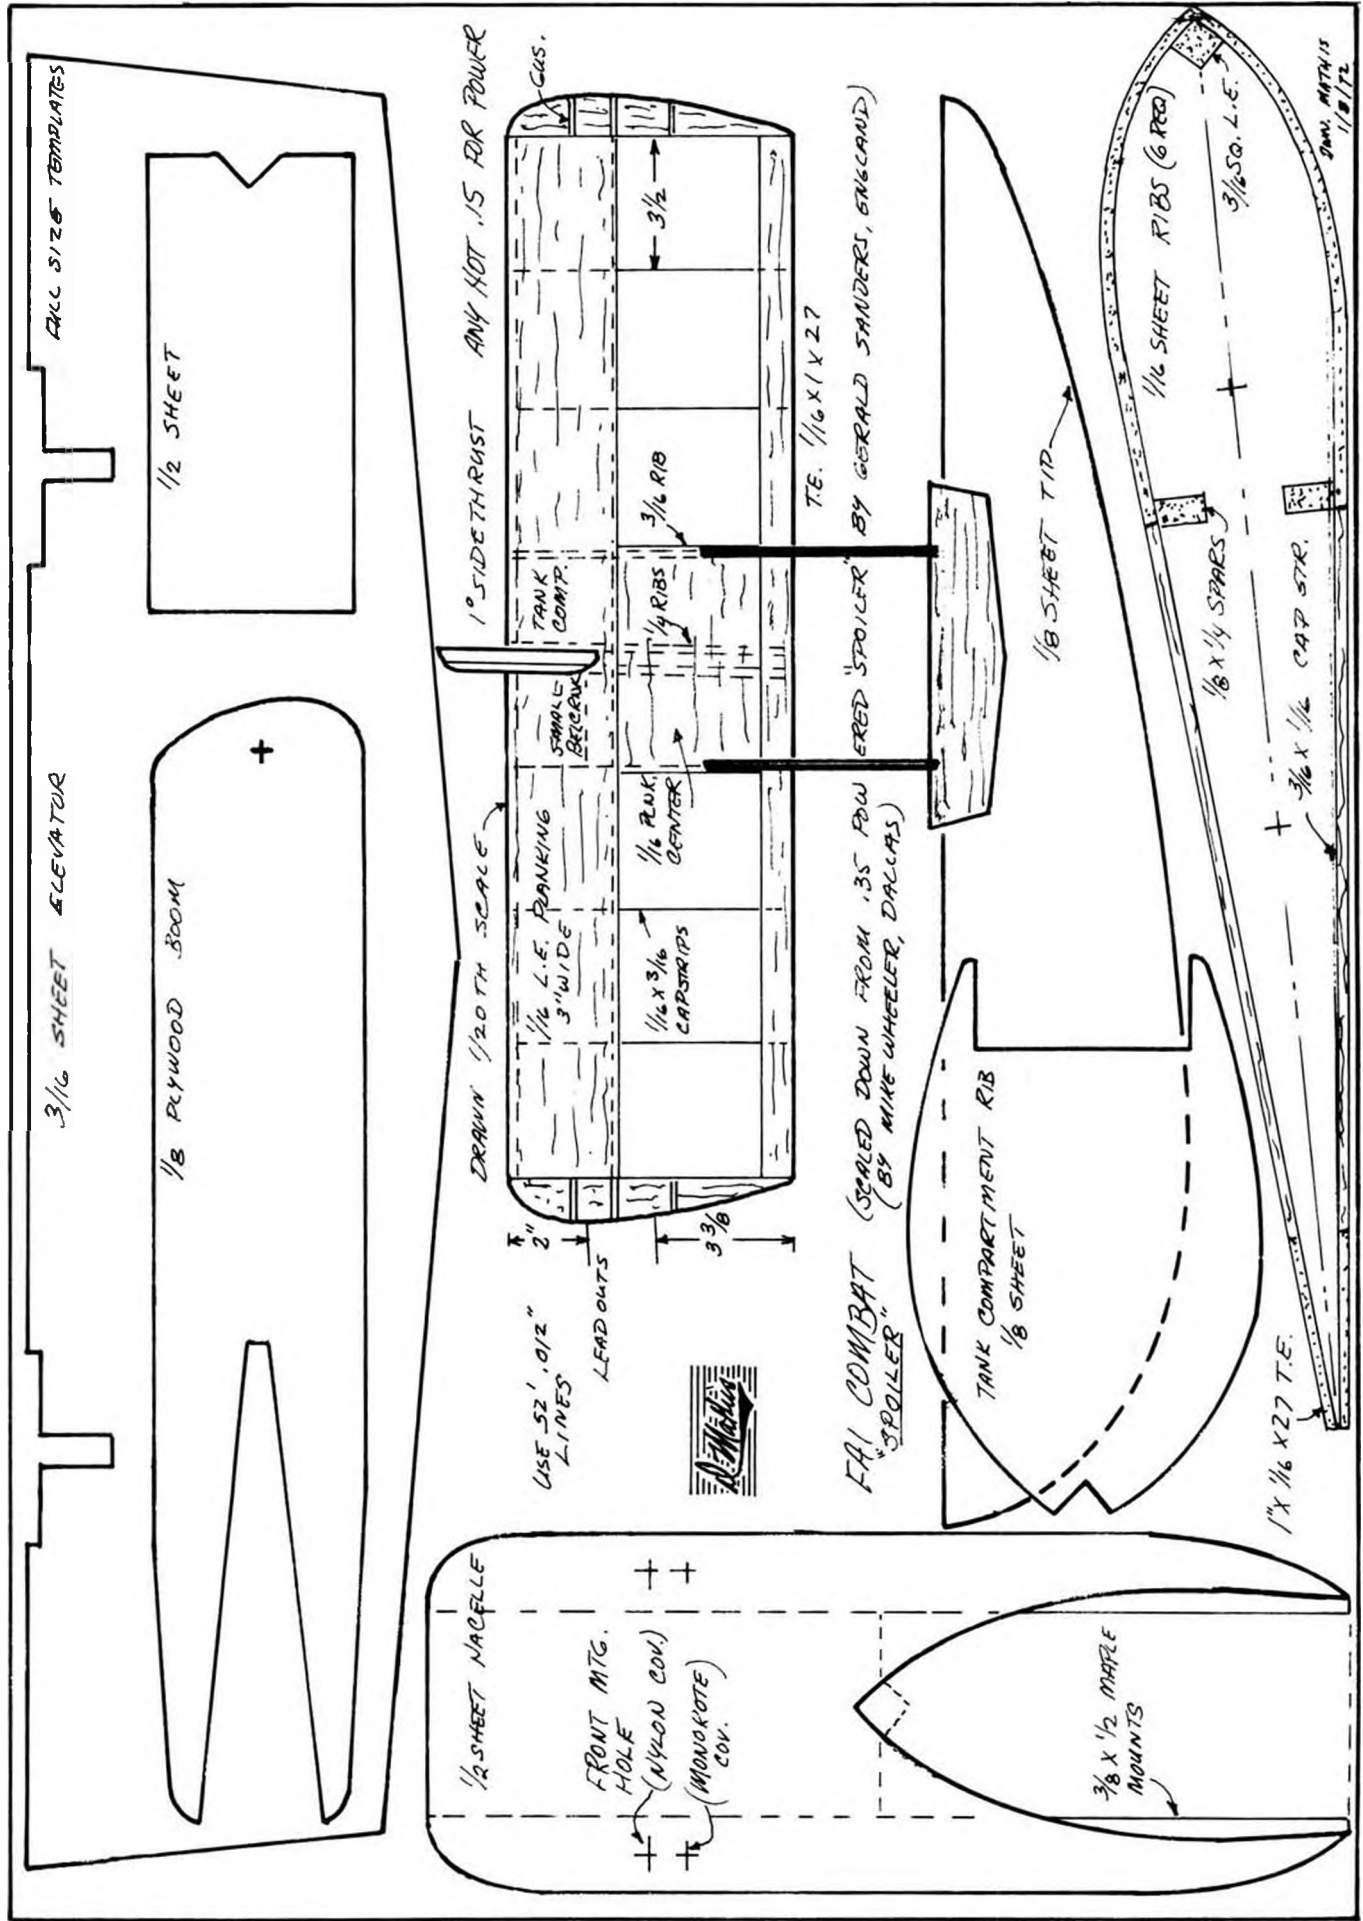 FULL SIZE TEMPLATES
3/16 SHEET ELEVATOR
1/2 SHEET
1/8 PLYWOOD BOOM
DRAWN 1/20TH SCALE
1° SIDETHRUST
ANY HOT .15 FOR POWER
GUS.
3 1/2
TANK
COMP.
3/16 RIB
1/4 RIBS
SMALL
BELCRANK
1/16 PLNK.
CENTER
1/16 L.E. PLANKING
3" WIDE
1/16 X 3/16
CAPSTRIPS
T.E. 1/16 X 1 X 27
2"
3 3/8
LEADOUTS
USE 52' .012"
LINES
D. Mathis
FAI COMBAT
"SPOILER"
(SCALED DOWN FROM .35 POWERED "SPOILER" BY GERALD SANDERS, ENGLAND)
(BY MIKE WHEELER, DALLAS)
1/8 SHEET TIP
TANK COMPARTMENT RIB
1/8 SHEET
1/16 SHEET RIBS (6 REQ)
3/16 SQ. L.E.
1/8 X 1/4 SPARS
3/16 X 1/16 CAP STR.
1" X 1/16 X 27 T.E.
DWN. MATHIS
1/8/72
1/2 SHEET NACELLE
FRONT MTG.
HOLE
(NYLON COV.)
(MONOKOTE
COV.)
3/8 X 1/2 MAPLE
MOUNTS